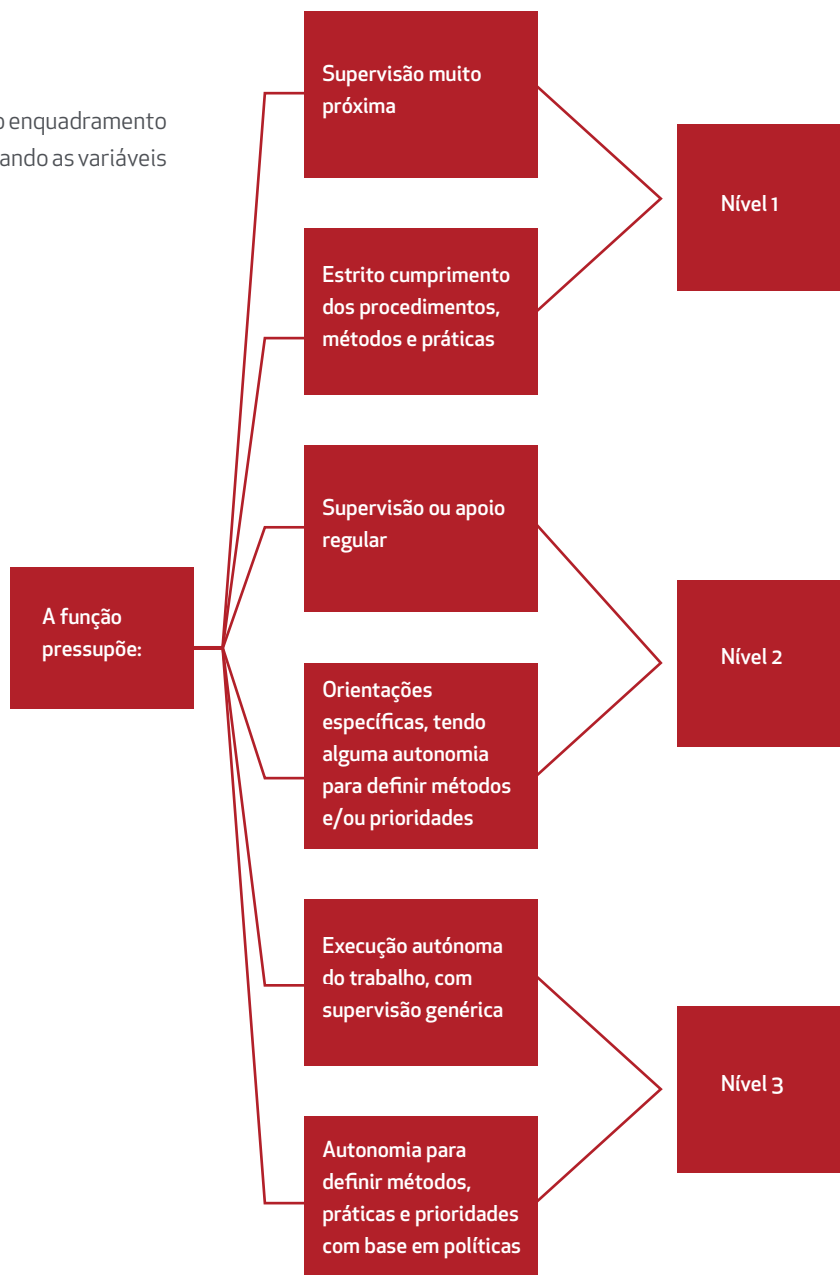 o enquadramento
ando as variáveis
Supervisão muito
próxima
Nível 1
Estrito cumprimento
dos procedimentos,
métodos e práticas
Supervisão ou apoio
regular
A função
pressupõe:
Nível 2
Orientações
específicas, tendo
alguma autonomia
para definir métodos
e/ou prioridades
Execução autónoma
do trabalho, com
supervisão genérica
Nível 3
Autonomia para
definir métodos,
práticas e prioridades
com base em políticas